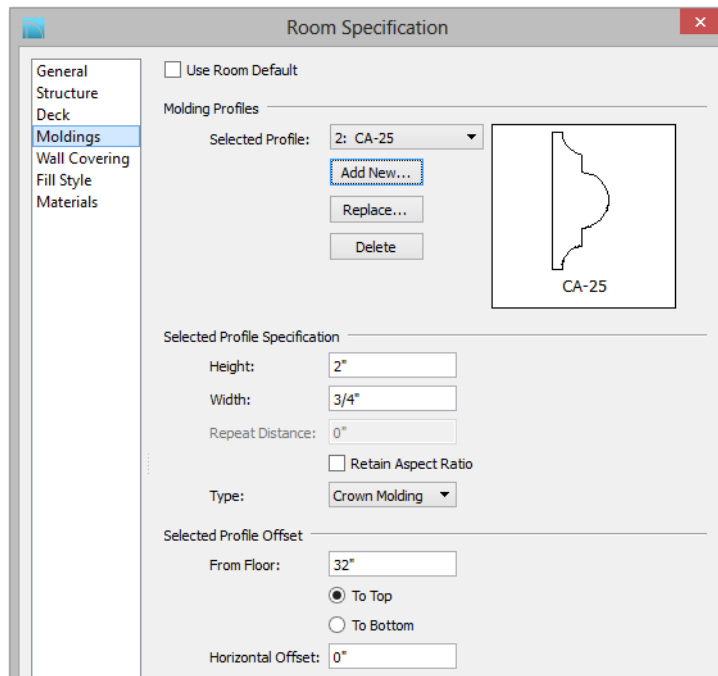 Room Specification
General
Structure
Deck
Moldings
Wall Covering
Fill Style
Materials
Use Room Default
Molding Profiles
Selected Profile: 2: CA-25
Add New...
Replace...
Delete
CA-25
Selected Profile Specification
Height: 2"
Width: 3/4"
Repeat Distance: 0"
Retain Aspect Ratio
Type: Crown Molding
Selected Profile Offset
From Floor: 32"
To Top
To Bottom
Horizontal Offset: 0"